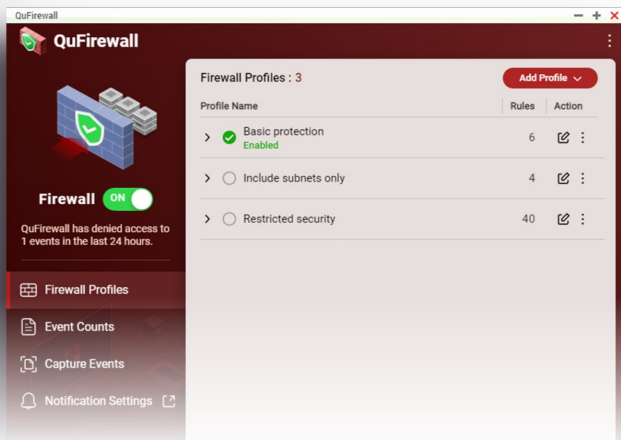 QuFirewall
QuFirewall
Firewall Profiles : 3
Add Profile
Profile Name
Rules
Action
Basic protection
Enabled
6
Include subnets only
4
Restricted security
40
Firewall
ON
QuFirewall has denied access to
1 events in the last 24 hours.
Firewall Profiles
Event Counts
Capture Events
Notification Settings